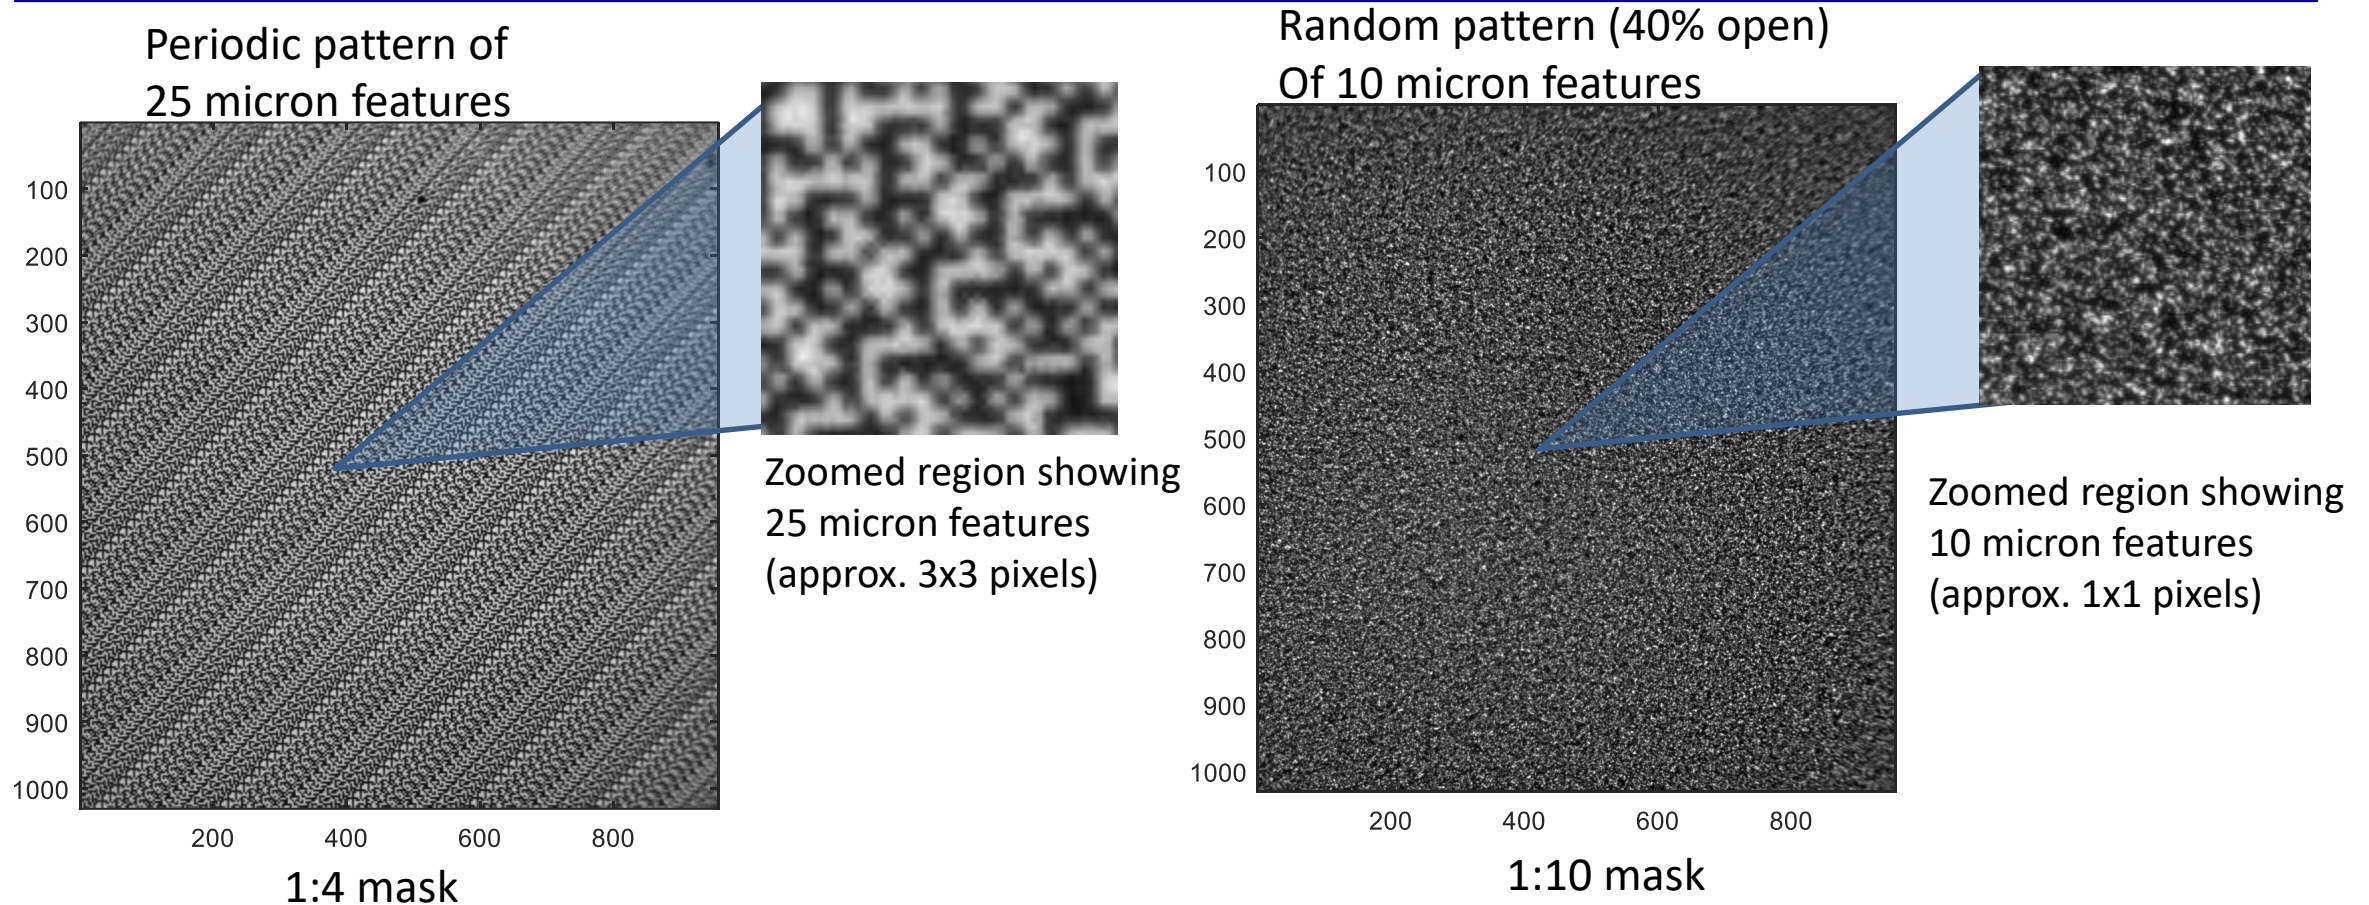 Periodic pattern of
25 micron features
100
200
300
400
500
600
700
800
900
1000
200
400
600
800
1:4 mask
Zoomed region showing
25 micron features
(approx. 3x3 pixels)
Random pattern (40% open)
Of 10 micron features
100
200
300
400
500
600
700
800
900
1000
200
400
600
800
1:10 mask
Zoomed region showing
10 micron features
(approx. 1x1 pixels)